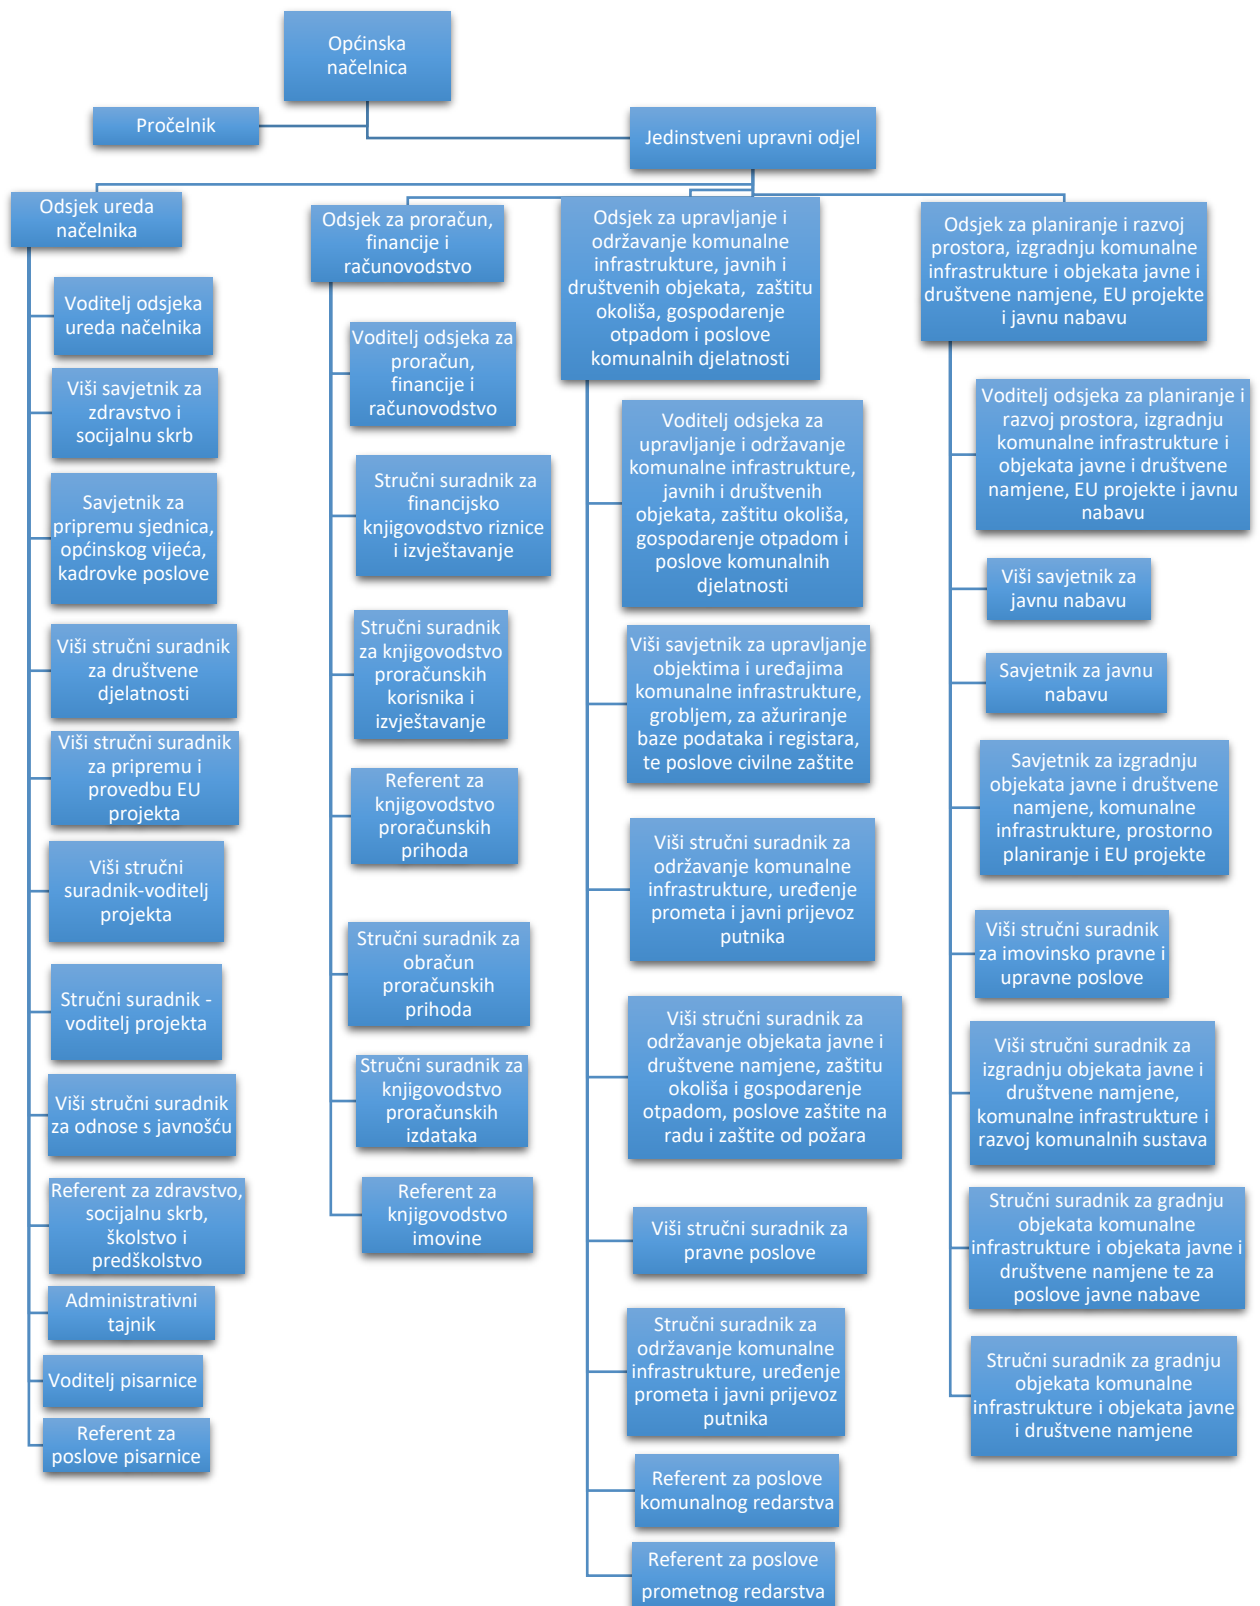 Općinska
načelnica
Pročelnik
Jedinstveni upravni odjel
Odsjek ureda
načelnika
Voditelj odsjeka
ureda načelnika
Viši savjetnik za
zdravstvo i
socijalnu skrb
Savjetnik za
pripremu sjednica,
općinskog vijeća,
kadrovke poslove
Viši stručni suradnik
za društvene
djelatnosti
Viši stručni suradnik
za pripremu i
provedbu EU
projekta
Viši stručni
suradnik-voditelj
projekta
Stručni suradnik -
voditelj projekta
Viši stručni suradnik
za odnose s javnošću
Referent za zdravstvo,
socijalnu skrb,
školstvo i
predškolstvo
Administrativni
tajnik
Voditelj pisarnice
Referent za
poslove pisarnice
Odsjek za proračun,
financije i
računovodstvo
Voditelj odsjeka za
proračun,
financije i
računovodstvo
Stručni suradnik za
financijsko
knjigovodstvo riznice
i izvještavanje
Stručni suradnik
za knjigovodstvo
proračunskih
korisnika i
izvještavanje
Referent za
knjigovodstvo
proračunskih
prihoda
Stručni suradnik za
obračun
proračunskih
prihoda
Stručni suradnik za
knjigovodstvo
proračunskih
izdataka
Referent za
knjigovodstvo
imovine
Odsjek za upravljanje i
održavanje komunalne
infrastrukture, javnih i
društvenih objekata, zaštitu
okoliša, gospodarenje
otpadom i poslove
komunalnih djelatnosti
Voditelj odsjeka za
upravljanje i održavanje
komunalne infrastrukture,
javnih i društvenih
objekata, zaštitu okoliša,
gospodarenje otpadom i
poslove komunalnih
djelatnosti
Viši savjetnik za upravljanje
objektima i uređajima
komunalne infrastrukture,
grobljem, za ažuriranje
baze podataka i registara,
te poslove civilne zaštite
Viši stručni suradnik za
održavanje komunalne
infrastrukture, uređenje
prometa i javni prijevoz
putnika
Viši stručni suradnik za
održavanje objekata javne i
društvene namjene, zaštitu
okoliša i gospodarenje
otpadom, poslove zaštite na
radu i zaštite od požara
Viši stručni suradnik za
pravne poslove
Stručni suradnik za
održavanje komunalne
infrastrukture, uređenje
prometa i javni prijevoz
putnika
Referent za poslove
komunalnog redarstva
Referent za poslove
prometnog redarstva
Odsjek za planiranje i razvoj
prostora, izgradnju komunalne
infrastrukture i objekata javne i
društvene namjene, EU projekte
i javnu nabavu
Voditelj odsjeka za planiranje i
razvoj prostora, izgradnju
komunalne infrastrukture i
objekata javne i društvene
namjene, EU projekte i javnu
nabavu
Viši savjetnik za
javnu nabavu
Savjetnik za javnu
nabavu
Savjetnik za izgradnju
objekata javne i društvene
namjene, komunalne
infrastrukture, prostorno
planiranje i EU projekte
Viši stručni suradnik
za imovinsko pravne i
upravne poslove
Viši stručni suradnik za
izgradnju objekata javne i
društvene namjene,
komunalne infrastrukture i
razvoj komunalnih sustava
Stručni suradnik za gradnju
objekata komunalne
infrastrukture i objekata javne i
društvene namjene te za
poslove javne nabave
Stručni suradnik za gradnju
objekata komunalne
infrastrukture i objekata javne
i društvene namjene